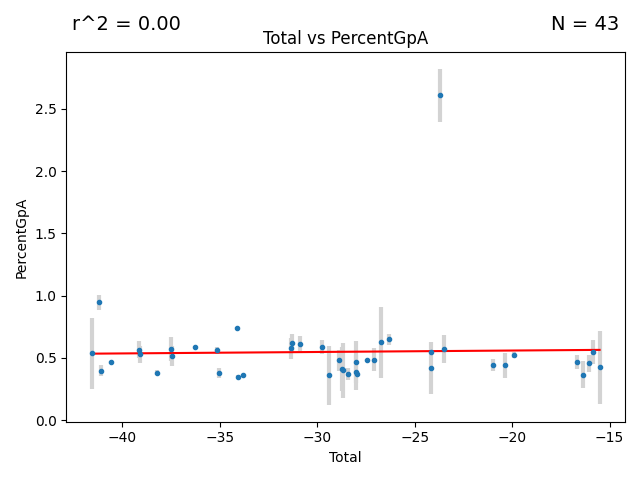 r^2 = 0.00
N = 43
Total vs PercentGpA
PercentGpA
2.5
2.0
1.5
1.0
0.5
0.0
−40
−35
−30
−25
−20
−15
Total